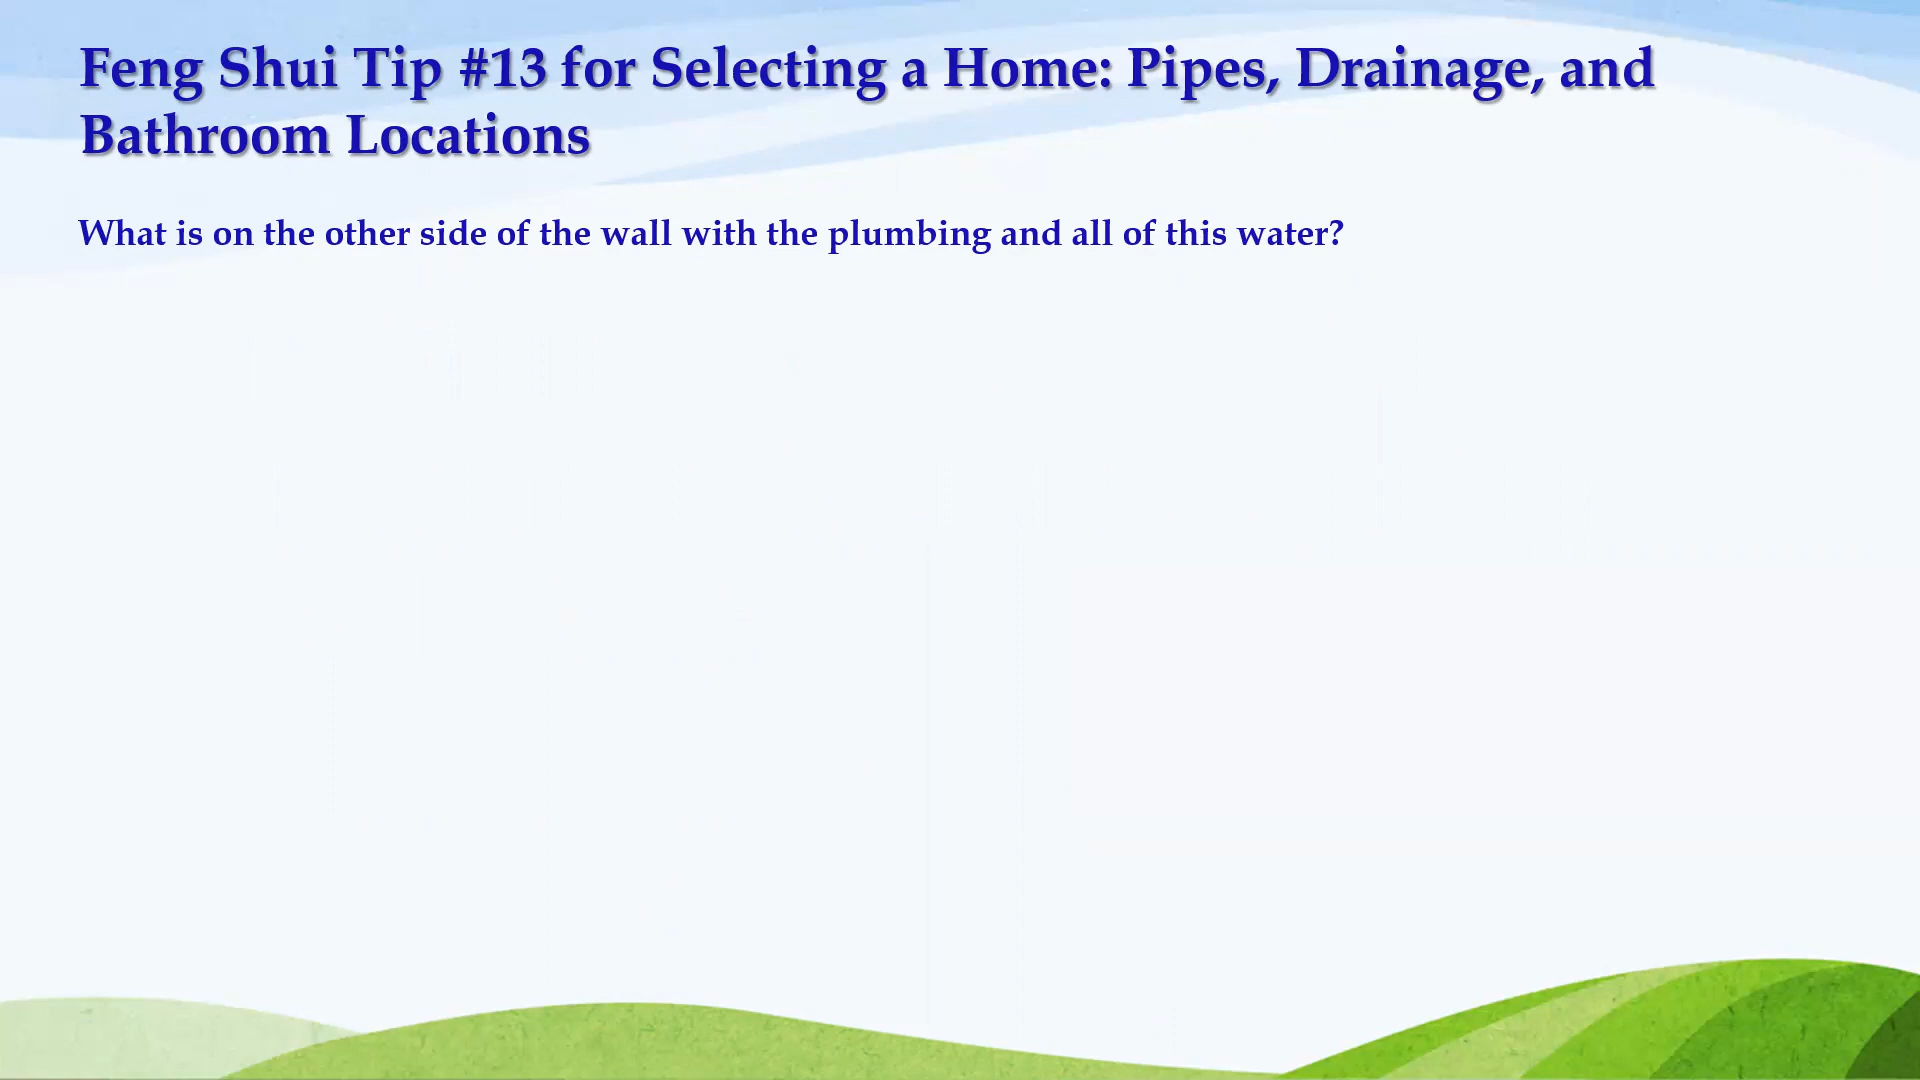 Feng Shui Tip #13 for Selecting a Home: Pipes, Drainage, and
Bathroom Locations
What is on the other side of the wall with the plumbing and all of this water?